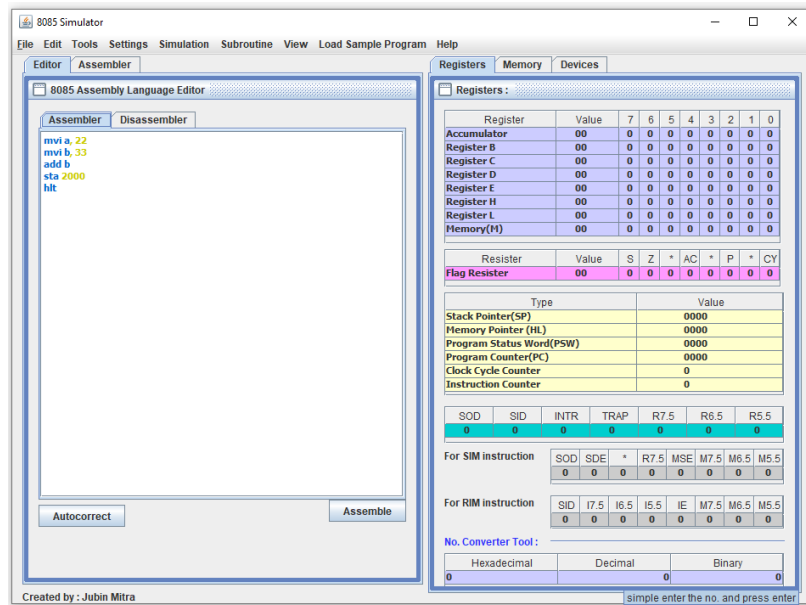 8085 Simulator
File Edit Tools Settings Simulation Subroutine View Load Sample Program Help
Editor Assembler
8085 Assembly Language Editor
Assembler Disassembler
mvi a, 22
mvi b, 33
add b
sta 2000
hlt
Autocorrect
Assemble
Registers Memory Devices
Registers :
Register Value 7 6 5 4 3 2 1 0
Accumulator 00 0 0 0 0 0 0 0 0
Register B 00 0 0 0 0 0 0 0 0
Register C 00 0 0 0 0 0 0 0 0
Register D 00 0 0 0 0 0 0 0 0
Register E 00 0 0 0 0 0 0 0 0
Register H 00 0 0 0 0 0 0 0 0
Register L 00 0 0 0 0 0 0 0 0
Memory(M) 00 0 0 0 0 0 0 0 0
Resister Value S Z * AC * P * CY
Flag Resister 00 0 0 0 0 0 0 0 0
Type Value
Stack Pointer(SP) 0000
Memory Pointer (HL) 0000
Program Status Word(PSW) 0000
Program Counter(PC) 0000
Clock Cycle Counter 0
Instruction Counter 0
SOD SID INTR TRAP R7.5 R6.5 R5.5
0 0 0 0 0 0 0
For SIM instruction
SOD SDE * R7.5 MSE M7.5 M6.5 M5.5
0 0 0 0 0 0 0 0
For RIM instruction
SID I7.5 I6.5 I5.5 IE M7.5 M6.5 M5.5
0 0 0 0 0 0 0 0
No. Converter Tool :
Hexadecimal Decimal Binary
0 0 0
Created by : Jubin Mitra
simple enter the no. and press enter